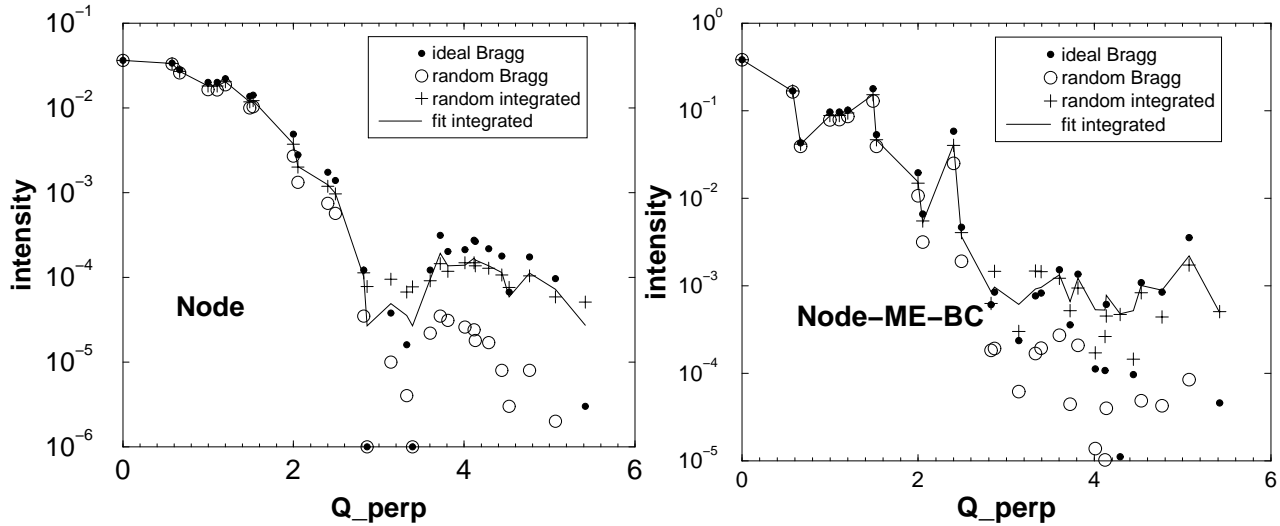 10^-1
10^-2
10^-3
10^-4
10^-5
10^-6
intensity
ideal Bragg
random Bragg
random integrated
fit integrated
Node
0 2 4 6
Q_perp
10^0
10^-1
10^-2
10^-3
10^-4
10^-5
intensity
ideal Bragg
random Bragg
random integrated
fit integrated
Node−ME−BC
0 2 4 6
Q_perp